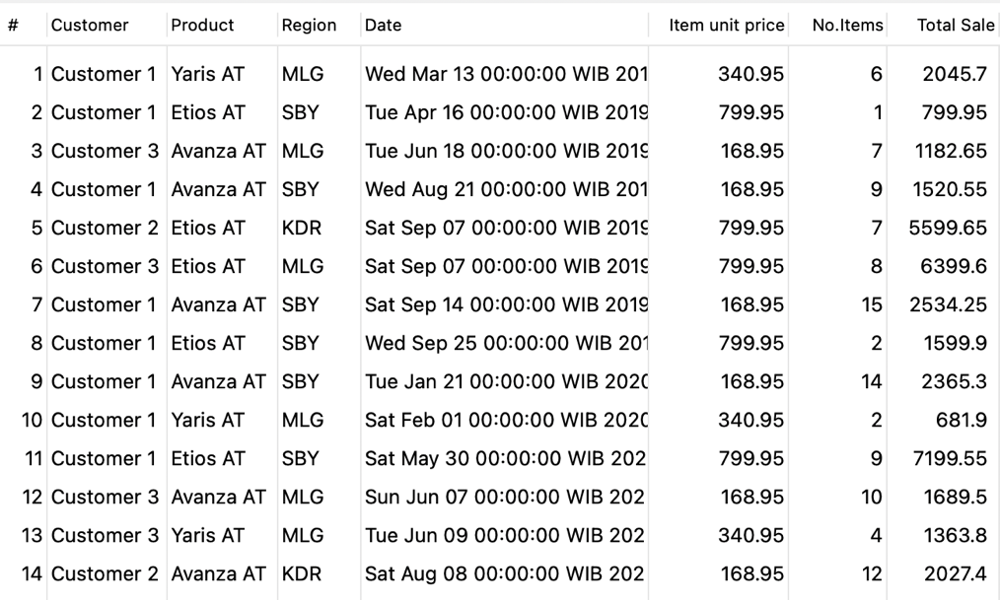 # Customer Product Region Date Item unit price No.Items Total Sale
1 Customer 1 Yaris AT MLG Wed Mar 13 00:00:00 WIB 201 340.95 6 2045.7
2 Customer 1 Etios AT SBY Tue Apr 16 00:00:00 WIB 2019 799.95 1 799.95
3 Customer 3 Avanza AT MLG Tue Jun 18 00:00:00 WIB 2019 168.95 7 1182.65
4 Customer 1 Avanza AT SBY Wed Aug 21 00:00:00 WIB 201 168.95 9 1520.55
5 Customer 2 Etios AT KDR Sat Sep 07 00:00:00 WIB 2019 799.95 7 5599.65
6 Customer 3 Etios AT MLG Sat Sep 07 00:00:00 WIB 2019 799.95 8 6399.6
7 Customer 1 Avanza AT SBY Sat Sep 14 00:00:00 WIB 2019 168.95 15 2534.25
8 Customer 1 Etios AT SBY Wed Sep 25 00:00:00 WIB 201 799.95 2 1599.9
9 Customer 1 Avanza AT SBY Tue Jan 21 00:00:00 WIB 2020 168.95 14 2365.3
10 Customer 1 Yaris AT MLG Sat Feb 01 00:00:00 WIB 2020 340.95 2 681.9
11 Customer 1 Etios AT SBY Sat May 30 00:00:00 WIB 202 799.95 9 7199.55
12 Customer 3 Avanza AT MLG Sun Jun 07 00:00:00 WIB 202 168.95 10 1689.5
13 Customer 3 Yaris AT MLG Tue Jun 09 00:00:00 WIB 202 340.95 4 1363.8
14 Customer 2 Avanza AT KDR Sat Aug 08 00:00:00 WIB 202 168.95 12 2027.4